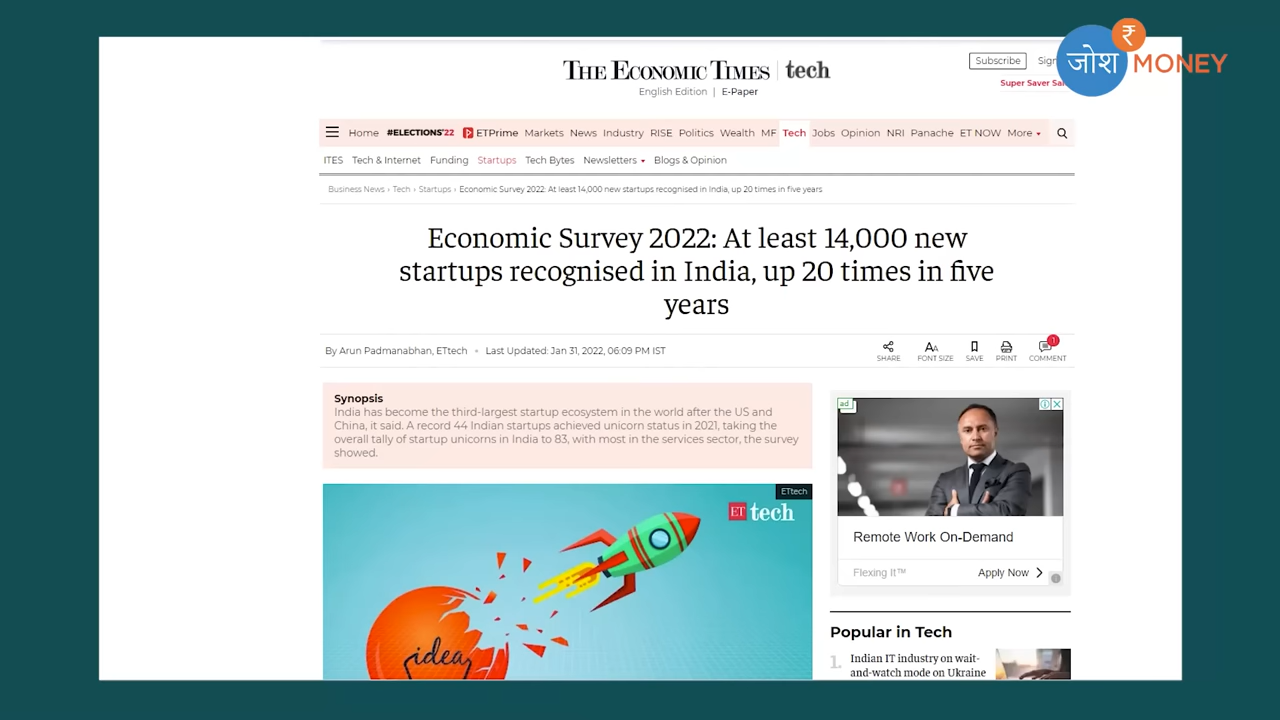 ₹
जोश MONEY
THE ECONOMIC TIMES | tech
English Edition | E-Paper
Subscribe
Super Saver
Home #ELECTIONS'22 ETPrime Markets News Industry RISE Politics Wealth MF Tech Jobs Opinion NRI Panache ET NOW More
ITES Tech & Internet Funding Startups Tech Bytes Newsletters Blogs & Opinion
Business News › Tech › Startups › Economic Survey 2022: At least 14,000 new startups recognised in India, up 20 times in five years
Economic Survey 2022: At least 14,000 new
startups recognised in India, up 20 times in five
years
By Arun Padmanabhan, ETtech • Last Updated: Jan 31, 2022, 06:09 PM IST
SHARE FONT SIZE SAVE PRINT COMMENT
1
Synopsis
India has become the third-largest startup ecosystem in the world after the US and
China, it said. A record 44 Indian startups achieved unicorn status in 2021, taking the
overall tally of startup unicorns in India to 83, with most in the services sector, the survey
showed.
ETtech
ET tech
idea
ad
Remote Work On-Demand
Flexing It™ Apply Now
Popular in Tech
1. Indian IT industry on wait-
and-watch mode on Ukraine